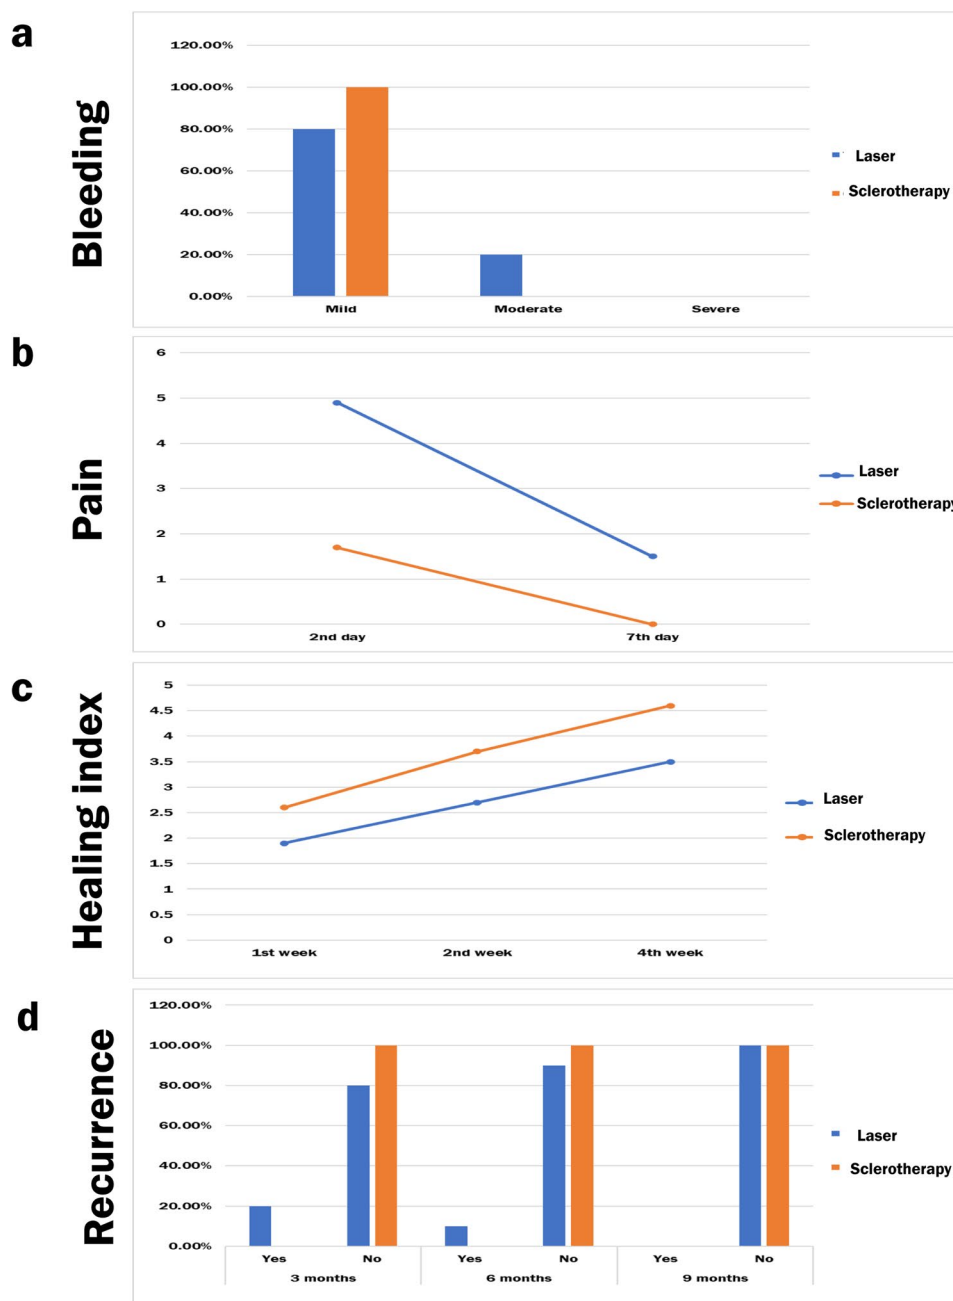 a
Bleeding
120.00%
100.00%
80.00%
60.00%
40.00%
20.00%
0.00%
Mild Moderate Severe
Laser
Sclerotherapy
b
Pain
6
5
4
3
2
1
0
2nd day 7th day
Laser
Sclerotherapy
c
Healing index
5
4.5
4
3.5
3
2.5
2
1.5
1
0.5
0
1st week 2nd week 4th week
Laser
Sclerotherapy
d
Recurrence
120.00%
100.00%
80.00%
60.00%
40.00%
20.00%
0.00%
Yes No Yes No Yes No
3 months 6 months 9 months
Laser
Sclerotherapy